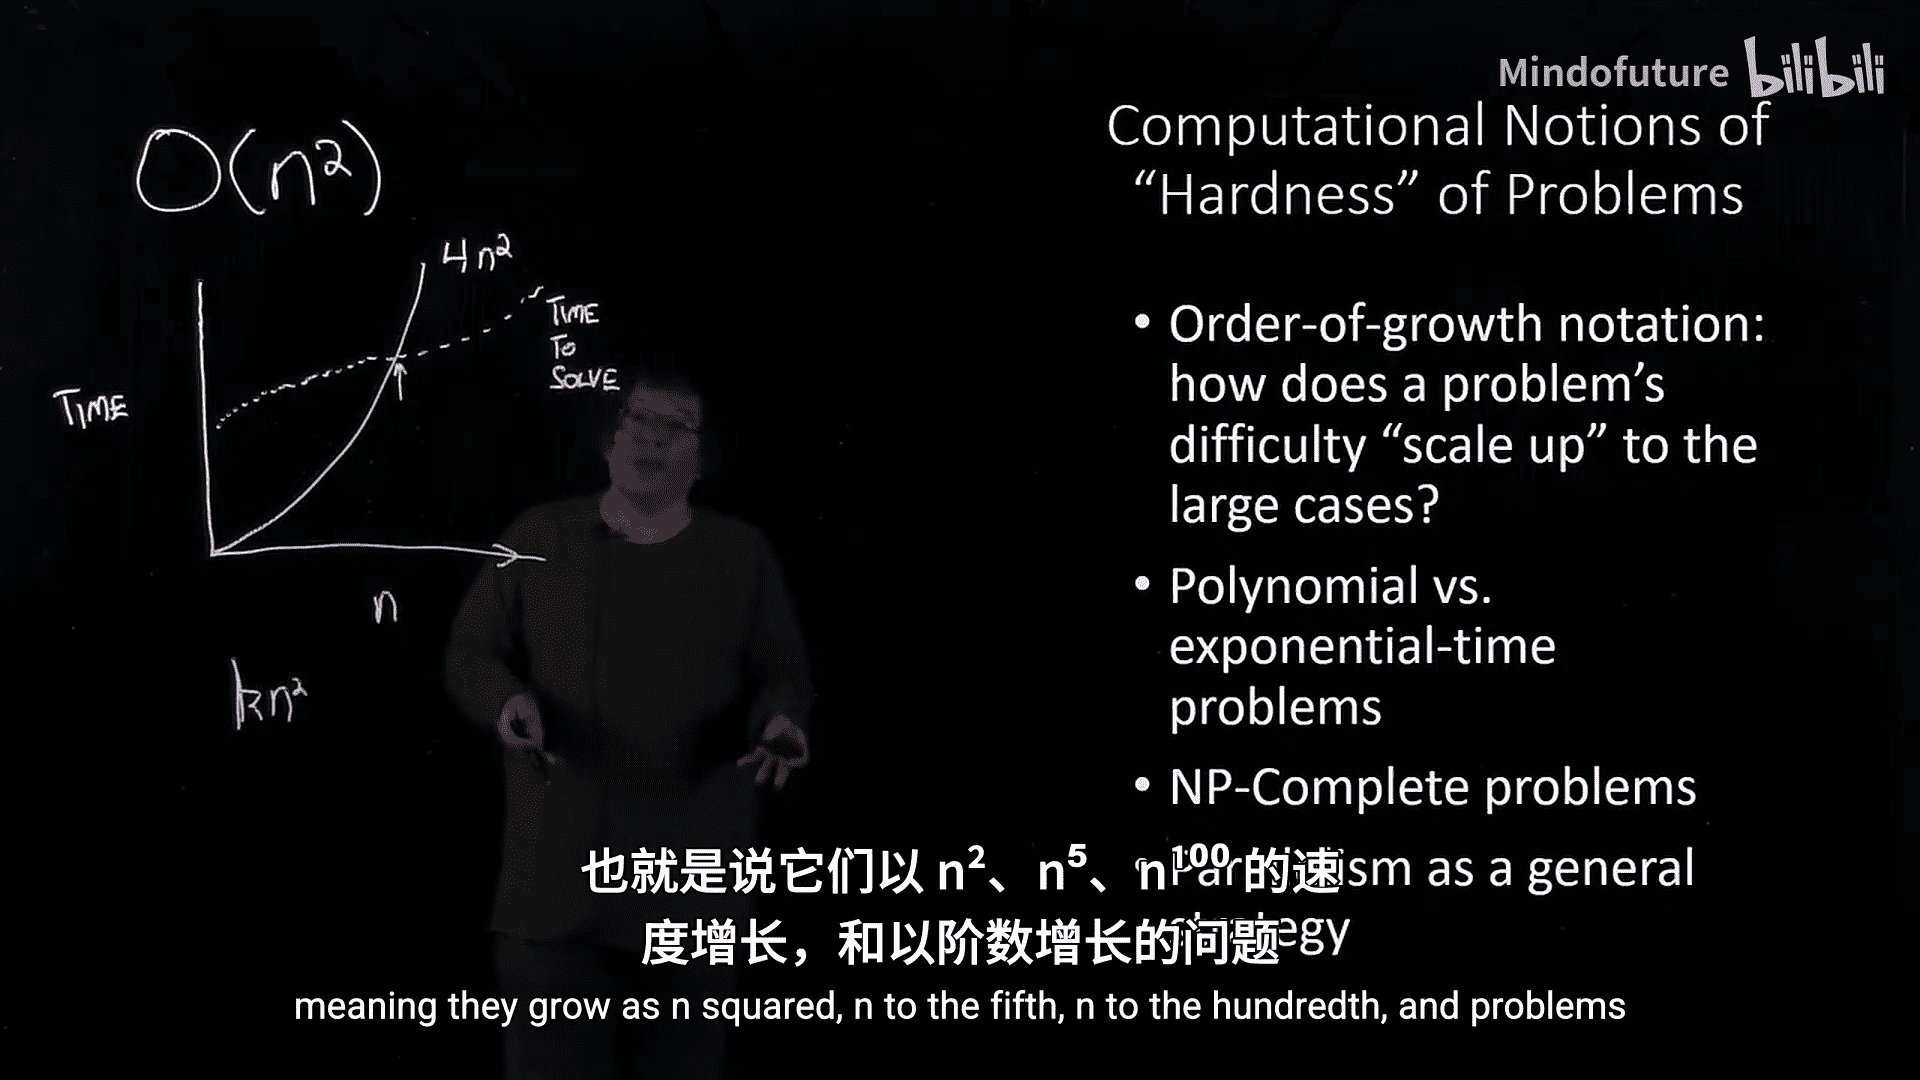 Mindofuture bilibili
O(n²)
4n²
TIME
TO
SOLVE
TIME
n
kn²
Computational Notions of
“Hardness” of Problems
• Order-of-growth notation:
how does a problem’s
difficulty “scale up” to the
large cases?
• Polynomial vs.
exponential-time
problems
• NP-Complete problems
as a general
也就是说它们以 n²、n⁵、n¹⁰⁰ 的速
度增长，和以阶数增长的问题
meaning they grow as n squared, n to the fifth, n to the hundredth, and problems